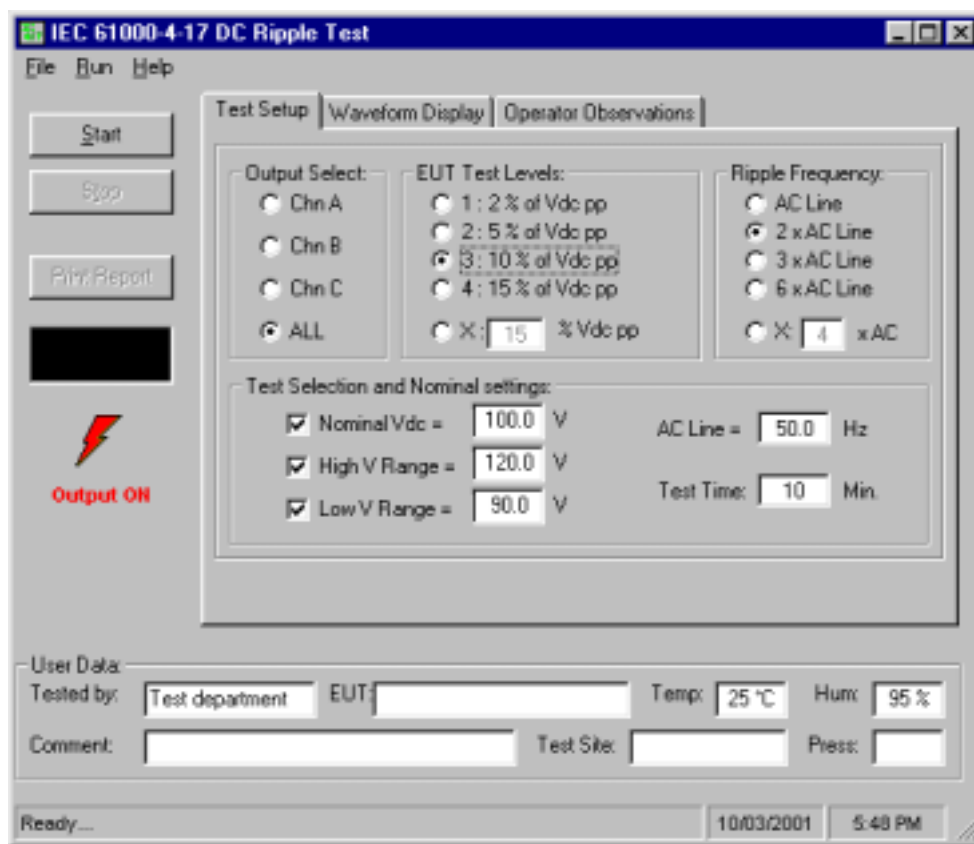 IEC 61000-4-17 DC Ripple Test
File Run Help
Start
Stop
Print Report
Output ON
Test Setup Waveform Display Operator Observations
Output Select:
Chn A
Chn B
Chn C
ALL
EUT Test Levels:
1 : 2 % of Vdc pp
2 : 5 % of Vdc pp
3 : 10 % of Vdc pp
4 : 15 % of Vdc pp
X : 15 % Vdc pp
Ripple Frequency:
AC Line
2 x AC Line
3 x AC Line
6 x AC Line
X: 4 x AC
Test Selection and Nominal settings:
Nominal Vdc = 100.0 V
High V Range = 120.0 V
Low V Range = 90.0 V
AC Line = 50.0 Hz
Test Time: 10 Min.
User Data:
Tested by: Test department EUT: Temp: 25 °C Hum: 95 %
Comment: Test Site: Press:
Ready.... 10/03/2001 5:48 PM